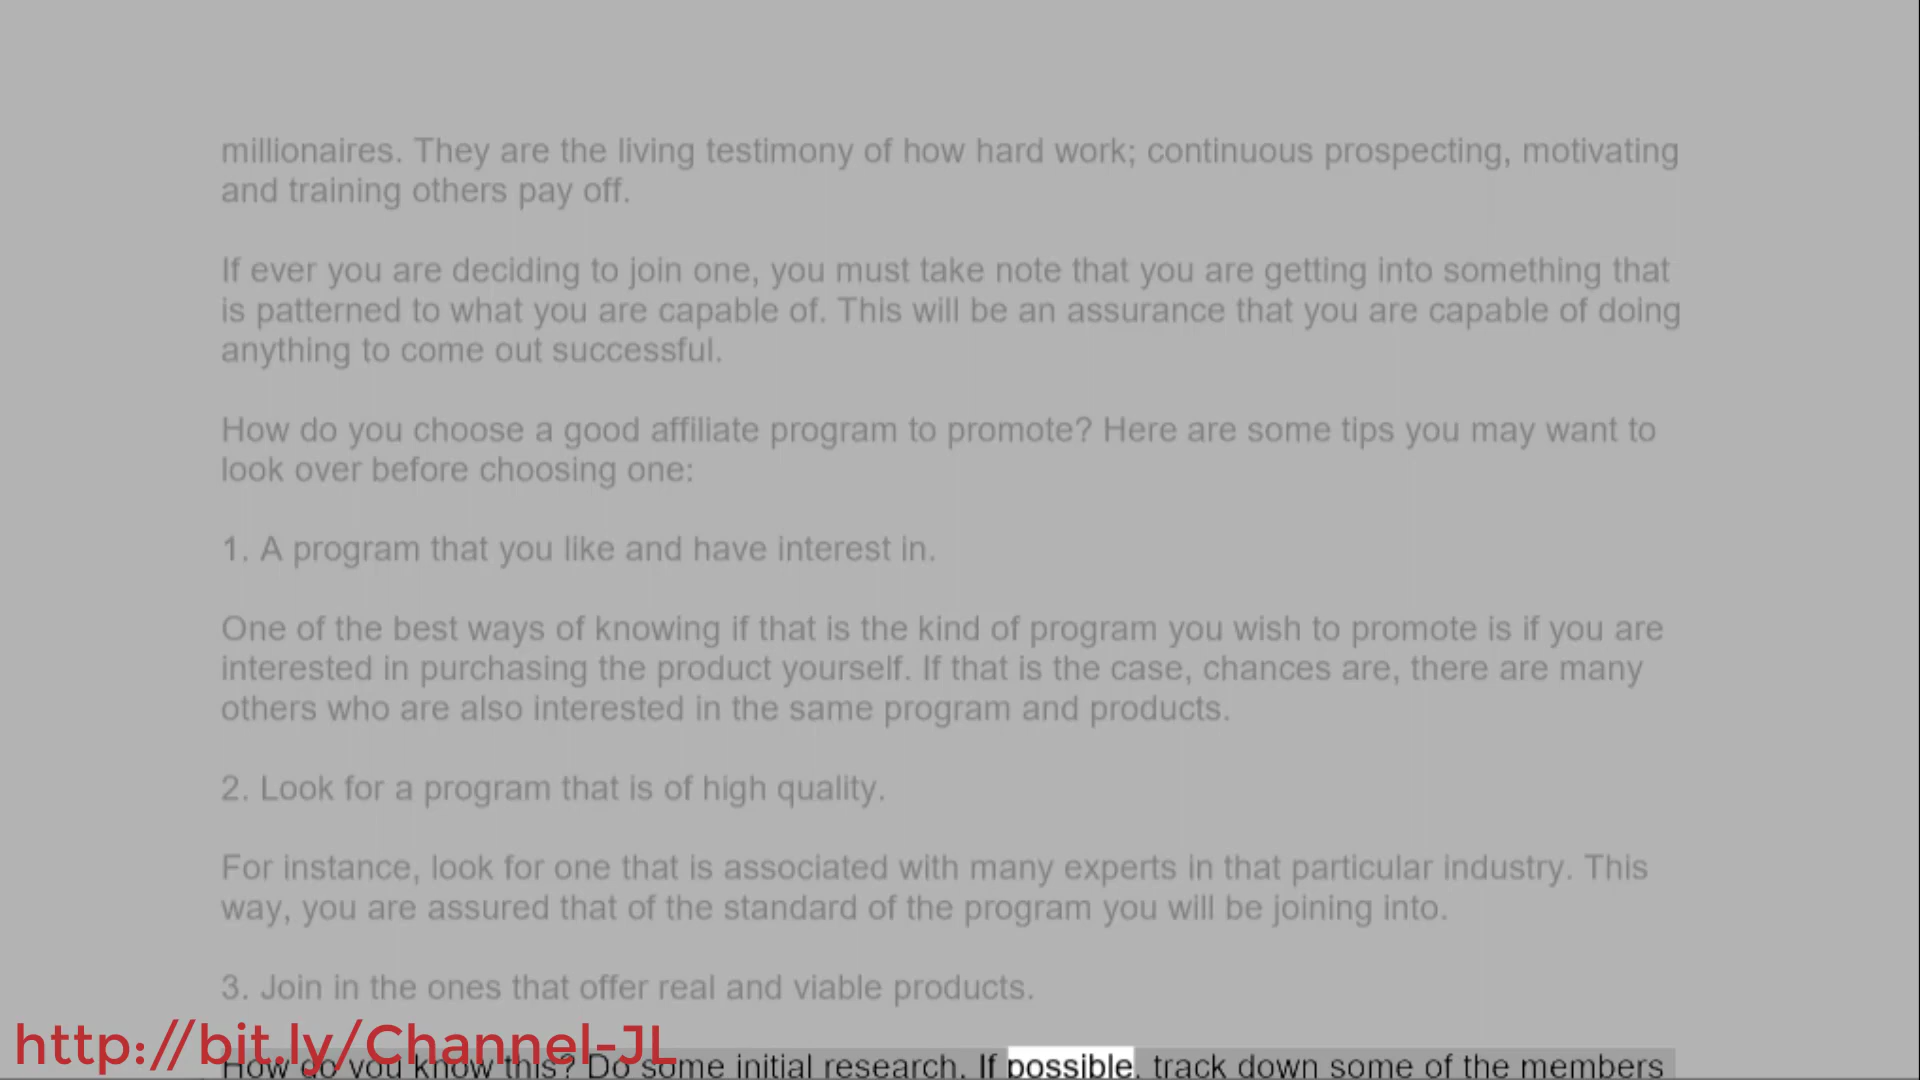 millionaires. They are the living testimony of how hard work; continuous prospecting, motivating
and training others pay off.
If ever you are deciding to join one, you must take note that you are getting into something that
is patterned to what you are capable of. This will be an assurance that you are capable of doing
anything to come out successful.
How do you choose a good affiliate program to promote? Here are some tips you may want to
look over before choosing one:
1. A program that you like and have interest in.
One of the best ways of knowing if that is the kind of program you wish to promote is if you are
interested in purchasing the product yourself. If that is the case, chances are, there are many
others who are also interested in the same program and products.
2. Look for a program that is of high quality.
For instance, look for one that is associated with many experts in that particular industry. This
way, you are assured that of the standard of the program you will be joining into.
3. Join in the ones that offer real and viable products.
http://bit.ly/Channel-JL
How do you know this? Do some initial research. If possible, track down some of the members